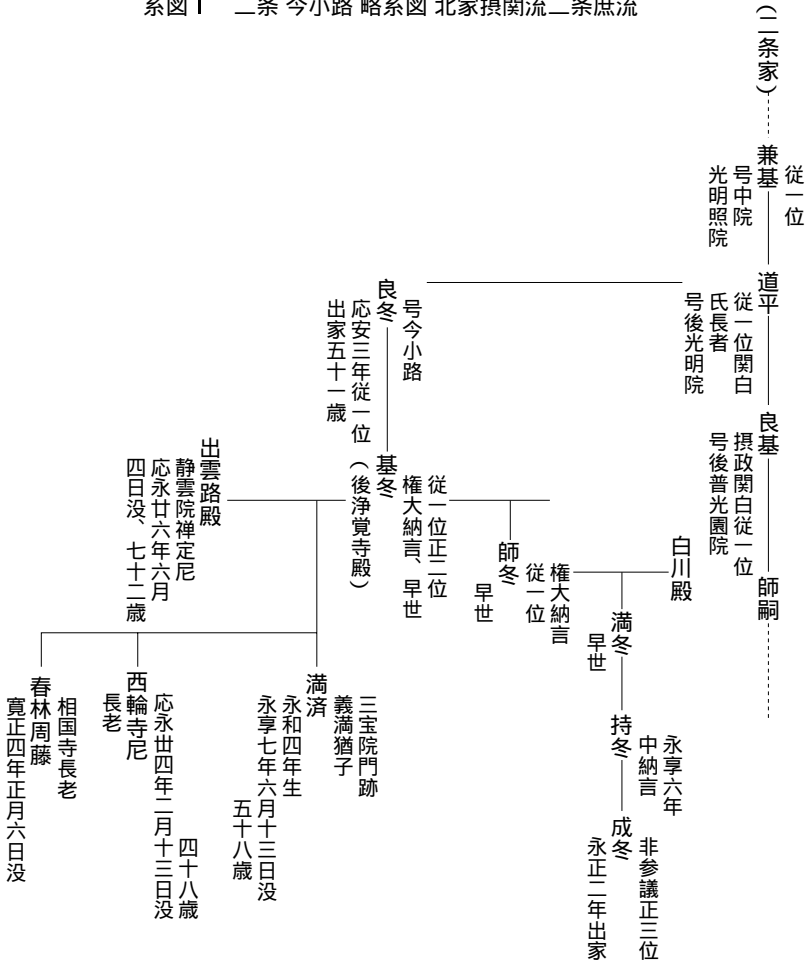 系図1 二条 今小路 略系図 北家摂関流二条庶流
(二条家)
従一位
兼基
号中院
光明照院
道平
従一位関白
氏長者
号後光明院
良基
摂政関白従一位
号後普光園院
師嗣
号今小路
良冬
応安三年従一位
出家五十一歳
従一位正二位
権大納言、早世
基冬
(後浄覚寺殿)
出雲路殿
静雲院禅定尼
応永廿六年六月
四日没、七十二歳
白川殿
権大納言
従一位
師冬
早世
満冬
早世
永享六年
中納言
持冬
非参議正三位
成冬
永正二年出家
三宝院門跡
義満猶子
満済
永和四年生
永享七年六月十三日没
五十八歳
四十八歳
応永丗四年二月十三日没
西輪寺尼
長老
相国寺長老
春林周藤
寛正四年正月六日没